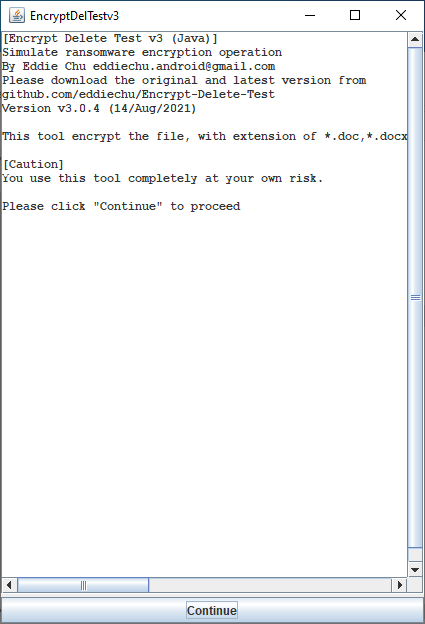 EncryptDelTestv3
[Encrypt Delete Test v3 (Java)]
Simulate ransomware encryption operation
By Eddie Chu eddiechu.android@gmail.com
Please download the original and latest version from
github.com/eddiechu/Encrypt-Delete-Test
Version v3.0.4 (14/Aug/2021)
This tool encrypt the file, with extension of *.doc,*.docx
[Caution]
You use this tool completely at your own risk.
Please click "Continue" to proceed
Continue